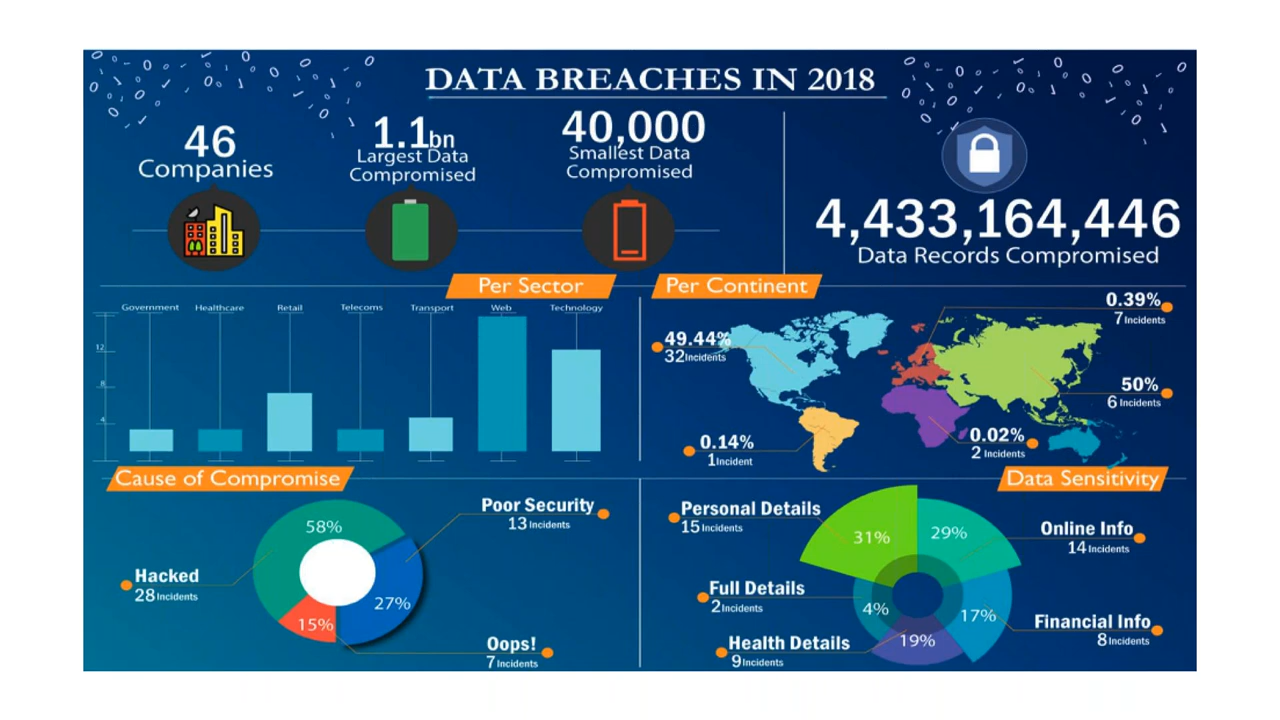 DATA BREACHES IN 2018
46
Companies
1.1bn
Largest Data
Compromised
40,000
Smallest Data
Compromised
4,433,164,446
Data Records Compromised
Per Sector
Government Healthcare Retail Telecoms Transport Web Technology
12
8
4
Per Continent
0.39%
7 Incidents
49.44%
32 Incidents
50%
6 Incidents
0.14%
1 Incident
0.02%
2 Incidents
Cause of Compromise
58%
Poor Security
13 Incidents
Hacked
28 Incidents
27%
15%
Oops!
7 Incidents
Data Sensitivity
Personal Details
15 Incidents
31%
29%
Online Info
14 Incidents
Full Details
2 Incidents
4%
17%
Financial Info
8 Incidents
19%
Health Details
9 Incidents